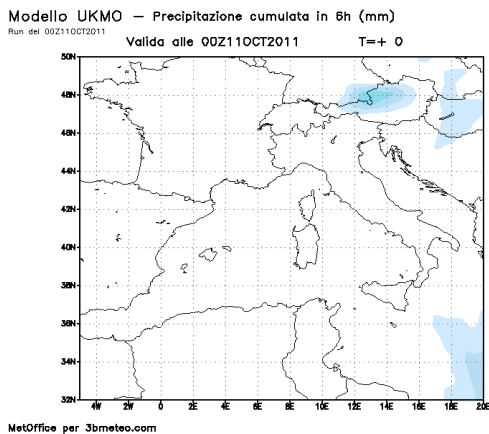 Modello UKMO – Precipitazione cumulata in 6h (mm)
Run del 00Z11OCT2011
Valida alle 00Z11OCT2011 T=+ 0
50N
48N
46N
44N
42N
40N
38N
36N
34N
32N
4W 2W 0 2E 4E 6E 8E 10E 12E 14E 16E 18E 20E
MetOffice per 3bmeteo.com